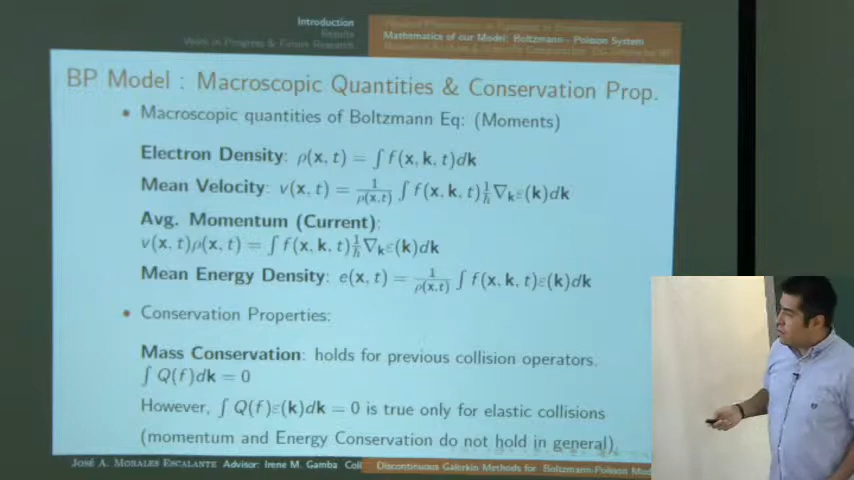 Introduction
Results
Work in Progress & Future Research
Mathematics of our Model: Boltzmann - Poisson System
BP Model : Macroscopic Quantities & Conservation Prop.
• Macroscopic quantities of Boltzmann Eq: (Moments)
Electron Density: ρ(x, t) = ∫ f(x, k, t)dk
Mean Velocity: v(x, t) = 1/ρ(x,t) ∫ f(x, k, t) 1/ħ ∇kε(k)dk
Avg. Momentum (Current):
v(x, t)ρ(x, t) = ∫ f(x, k, t) 1/ħ ∇kε(k)dk
Mean Energy Density: e(x, t) = 1/ρ(x,t) ∫ f(x, k, t)ε(k)dk
• Conservation Properties:
Mass Conservation: holds for previous collision operators.
∫ Q(f)dk = 0
However, ∫ Q(f)ε(k)dk = 0 is true only for elastic collisions
(momentum and Energy Conservation do not hold in general).
José A. Morales Escalante Advisor: Irene M. Gamba Coll
Discontinuous Galerkin Methods for Boltzmann-Poisson Mod